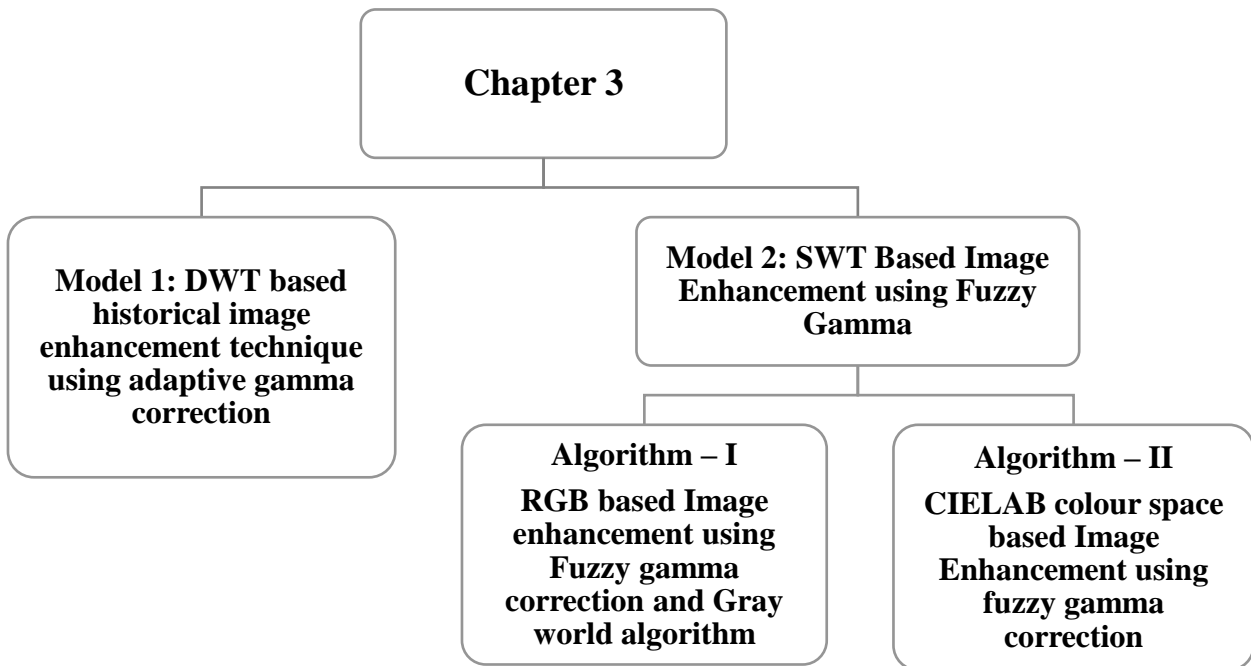 Chapter 3
Model 1: DWT based
historical image
enhancement technique
using adaptive gamma
correction
Model 2: SWT Based Image
Enhancement using Fuzzy
Gamma
Algorithm – I
RGB based Image
enhancement using
Fuzzy gamma
correction and Gray
world algorithm
Algorithm – II
CIELAB colour space
based Image
Enhancement using
fuzzy gamma
correction